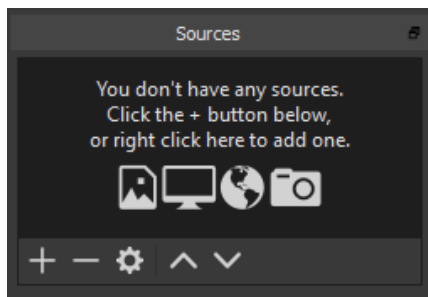 Sources
You don't have any sources.
Click the + button below,
or right click here to add one.